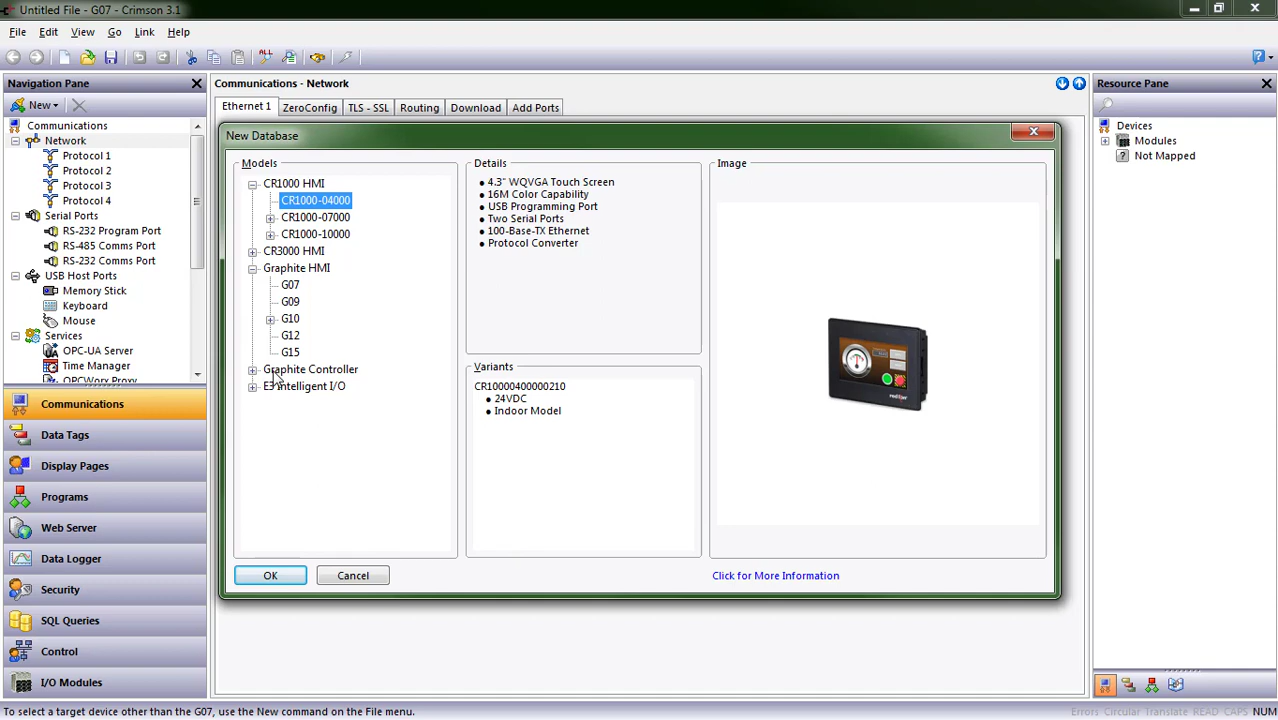 Untitled File - G07 - Crimson 3.1
File Edit View Go Link Help
Navigation Pane
New
Communications
Network
Protocol 1
Protocol 2
Protocol 3
Protocol 4
Serial Ports
RS-232 Program Port
RS-485 Comms Port
RS-232 Comms Port
USB Host Ports
Memory Stick
Keyboard
Mouse
Services
OPC-UA Server
Time Manager
OPCWorx Proxy
Communications
Data Tags
Display Pages
Programs
Web Server
Data Logger
Security
SQL Queries
Control
I/O Modules
Communications - Network
Ethernet 1 ZeroConfig TLS - SSL Routing Download Add Ports
New Database
Models
CR1000 HMI
CR1000-04000
CR1000-07000
CR1000-10000
CR3000 HMI
Graphite HMI
G07
G09
G10
G12
G15
Graphite Controller
E3 Intelligent I/O
Details
4.3" WQVGA Touch Screen
16M Color Capability
USB Programming Port
Two Serial Ports
100-Base-TX Ethernet
Protocol Converter
Variants
CR10000400000210
24VDC
Indoor Model
Image
OK Cancel
Click for More Information
Resource Pane
Devices
Modules
Not Mapped
To select a target device other than the G07, use the New command on the File menu.
Errors Circular Translate READ CAPS NUM